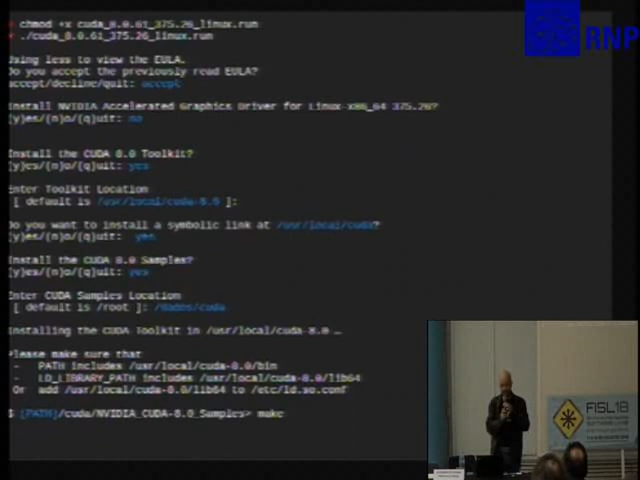 chmod +x cuda_8.0.61_375.26_linux.run
./cuda_8.0.61_375.26_linux.run
Using less to view the EULA.
Do you accept the previously read EULA?
accept/decline/quit: accept
Install NVIDIA Accelerated Graphics Driver for Linux-x86_64 375.26?
(y)es/(n)o/(q)uit: no
Install the CUDA 8.0 Toolkit?
(y)es/(n)o/(q)uit: yes
Enter Toolkit Location
[ default is /usr/local/cuda-8.0 ]:
Do you want to install a symbolic link at /usr/local/cuda?
(y)es/(n)o/(q)uit: yes
Install the CUDA 8.0 Samples?
(y)es/(n)o/(q)uit: yes
Enter CUDA Samples Location
[ default is /root ]: /dados/cuda
Installing the CUDA Toolkit in /usr/local/cuda-8.0 …
Please make sure that
- PATH includes /usr/local/cuda-8.0/bin
- LD_LIBRARY_PATH includes /usr/local/cuda-8.0/lib64
Or add /usr/local/cuda-8.0/lib64 to /etc/ld.so.conf
$ [PATH]/cuda/NVIDIA_CUDA-8.0_Samples> make
RNP
FISL18